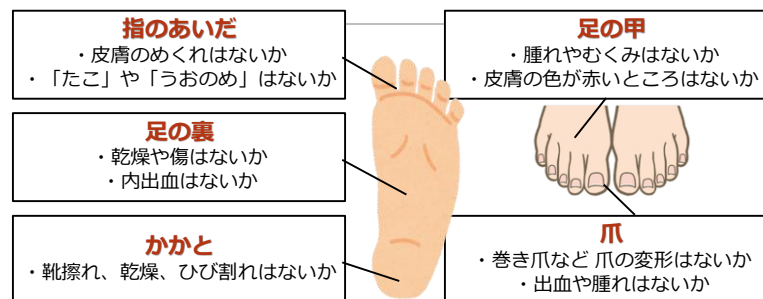 指のあいだ
・皮膚のめくれはないか
・「たこ」や「うおのめ」はないか
足の裏
・乾燥や傷はないか
・内出血はないか
かかと
・靴擦れ、乾燥、ひび割れはないか
足の甲
・腫れやむくみはないか
・皮膚の色が赤いところはないか
爪
・巻き爪など 爪の変形はないか
・出血や腫れはないか